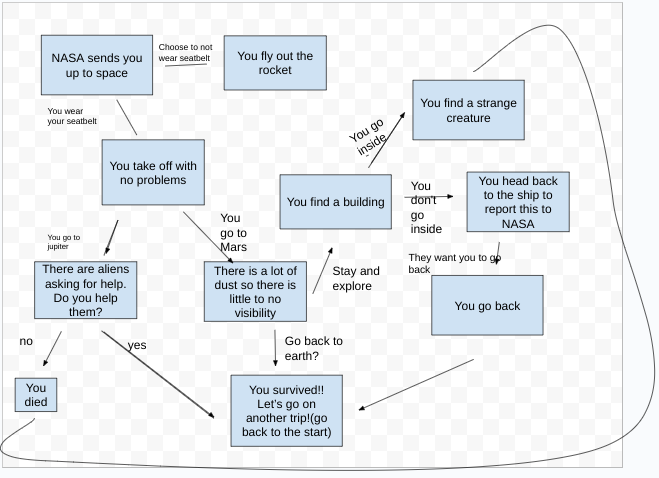 NASA sends you
up to space
Choose to not
wear seatbelt
You fly out the
rocket
You wear
your seatbelt
You take off with
no problems
You go
inside
You find a strange
creature
You find a building
You
don't
go
inside
You head back
to the ship to
report this to
NASA
You go to
jupiter
You
go to
Mars
They want you to go
back
There are aliens
asking for help.
Do you help
them?
There is a lot of
dust so there is
little to no
visibility
Stay and
explore
You go back
no
yes
Go back to
earth?
You
died
You survived!!
Let's go on
another trip!(go
back to the start)